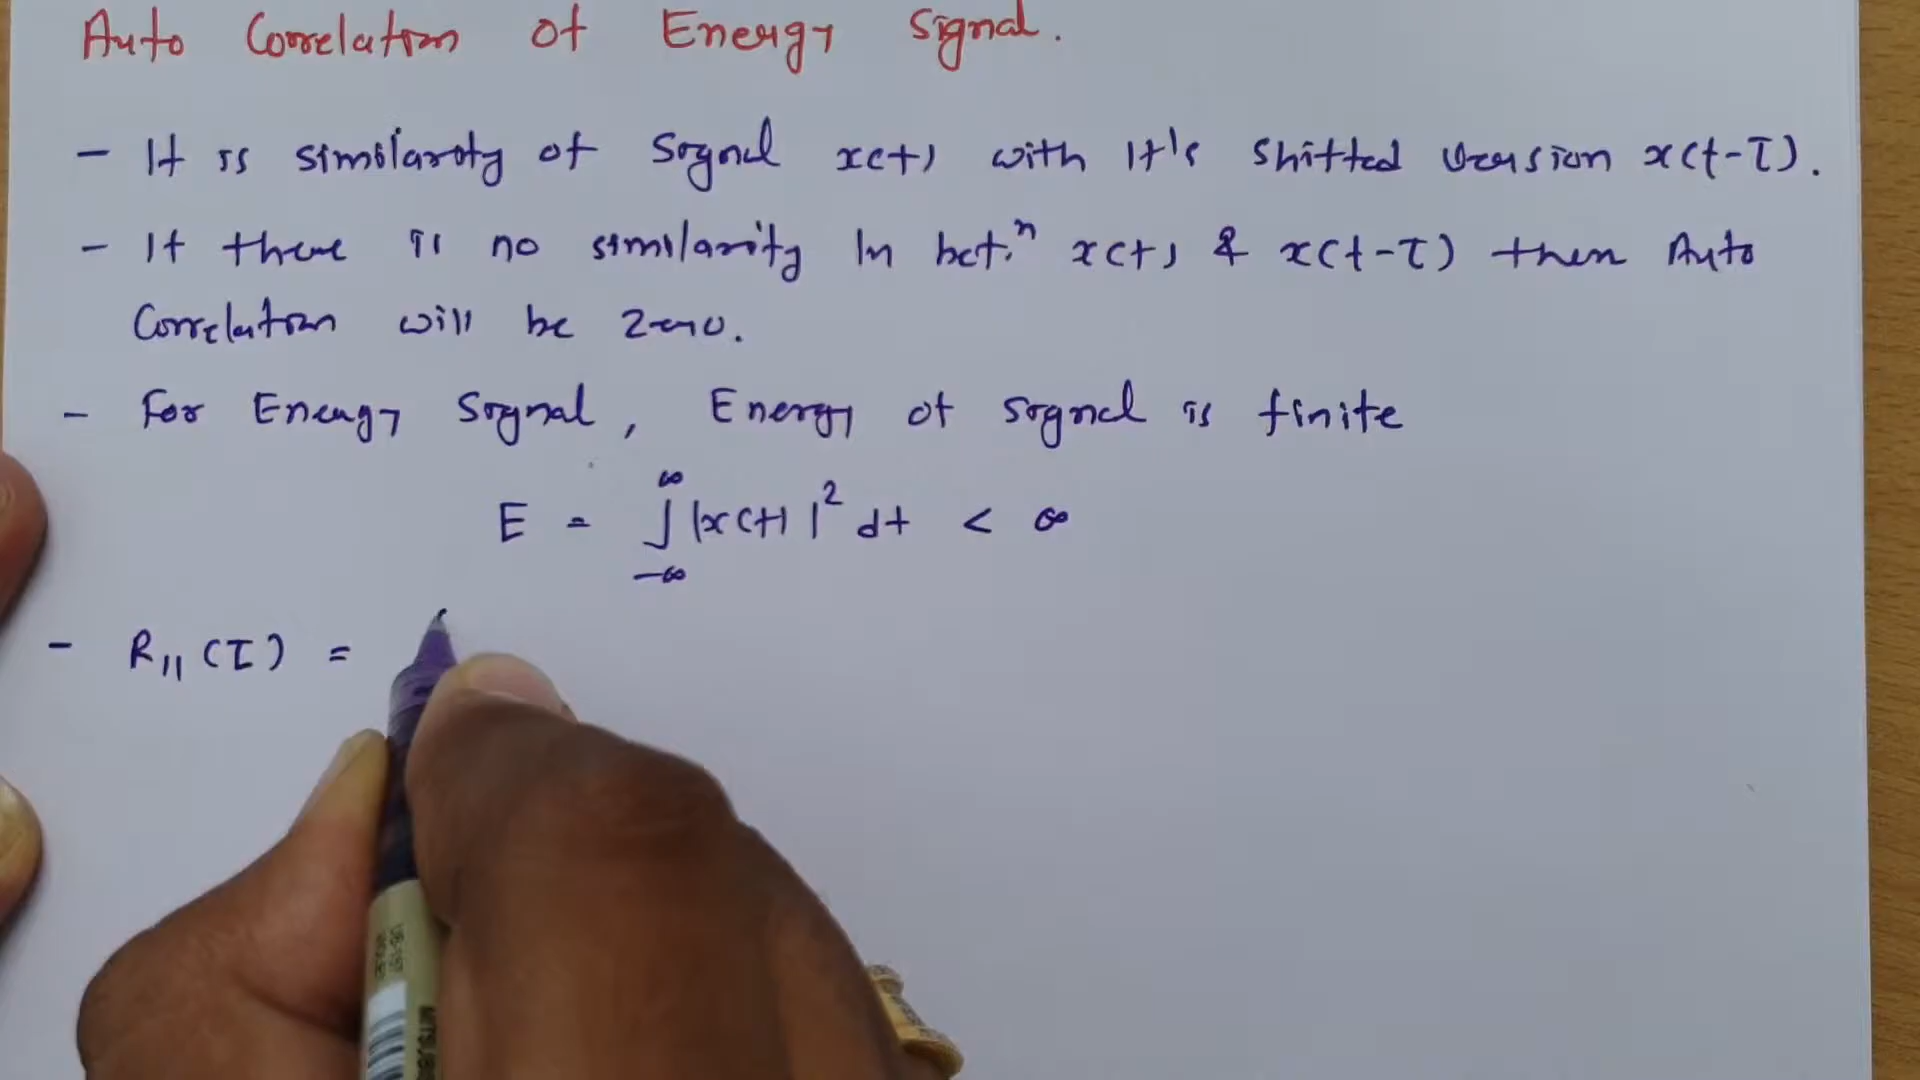 Auto Correlation of Energy Signal.
- It is similarity of Signal x(t) with It's Shifted Version x(t-τ).
- If there is no similarity In betⁿ x(t) & x(t-τ) then Auto
Correlation will be Zero.
- For Energy Signal, Energy of signal is finite
E = ∫_{-∞}^{∞} |x(t)|² dt < ∞
- R₁₁(τ) =